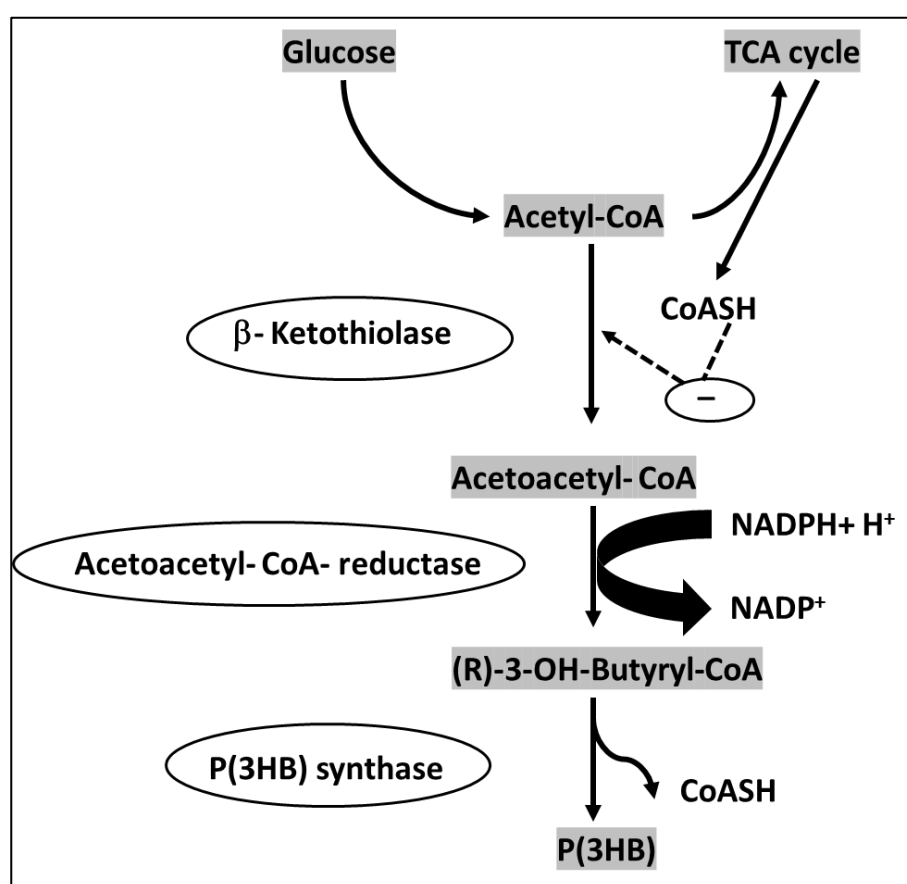 Glucose
TCA cycle
Acetyl-CoA
CoASH
β- Ketothiolase
–
Acetoacetyl- CoA
NADPH+ H⁺
Acetoacetyl- CoA- reductase
NADP⁺
(R)-3-OH-Butyryl-CoA
P(3HB) synthase
CoASH
P(3HB)